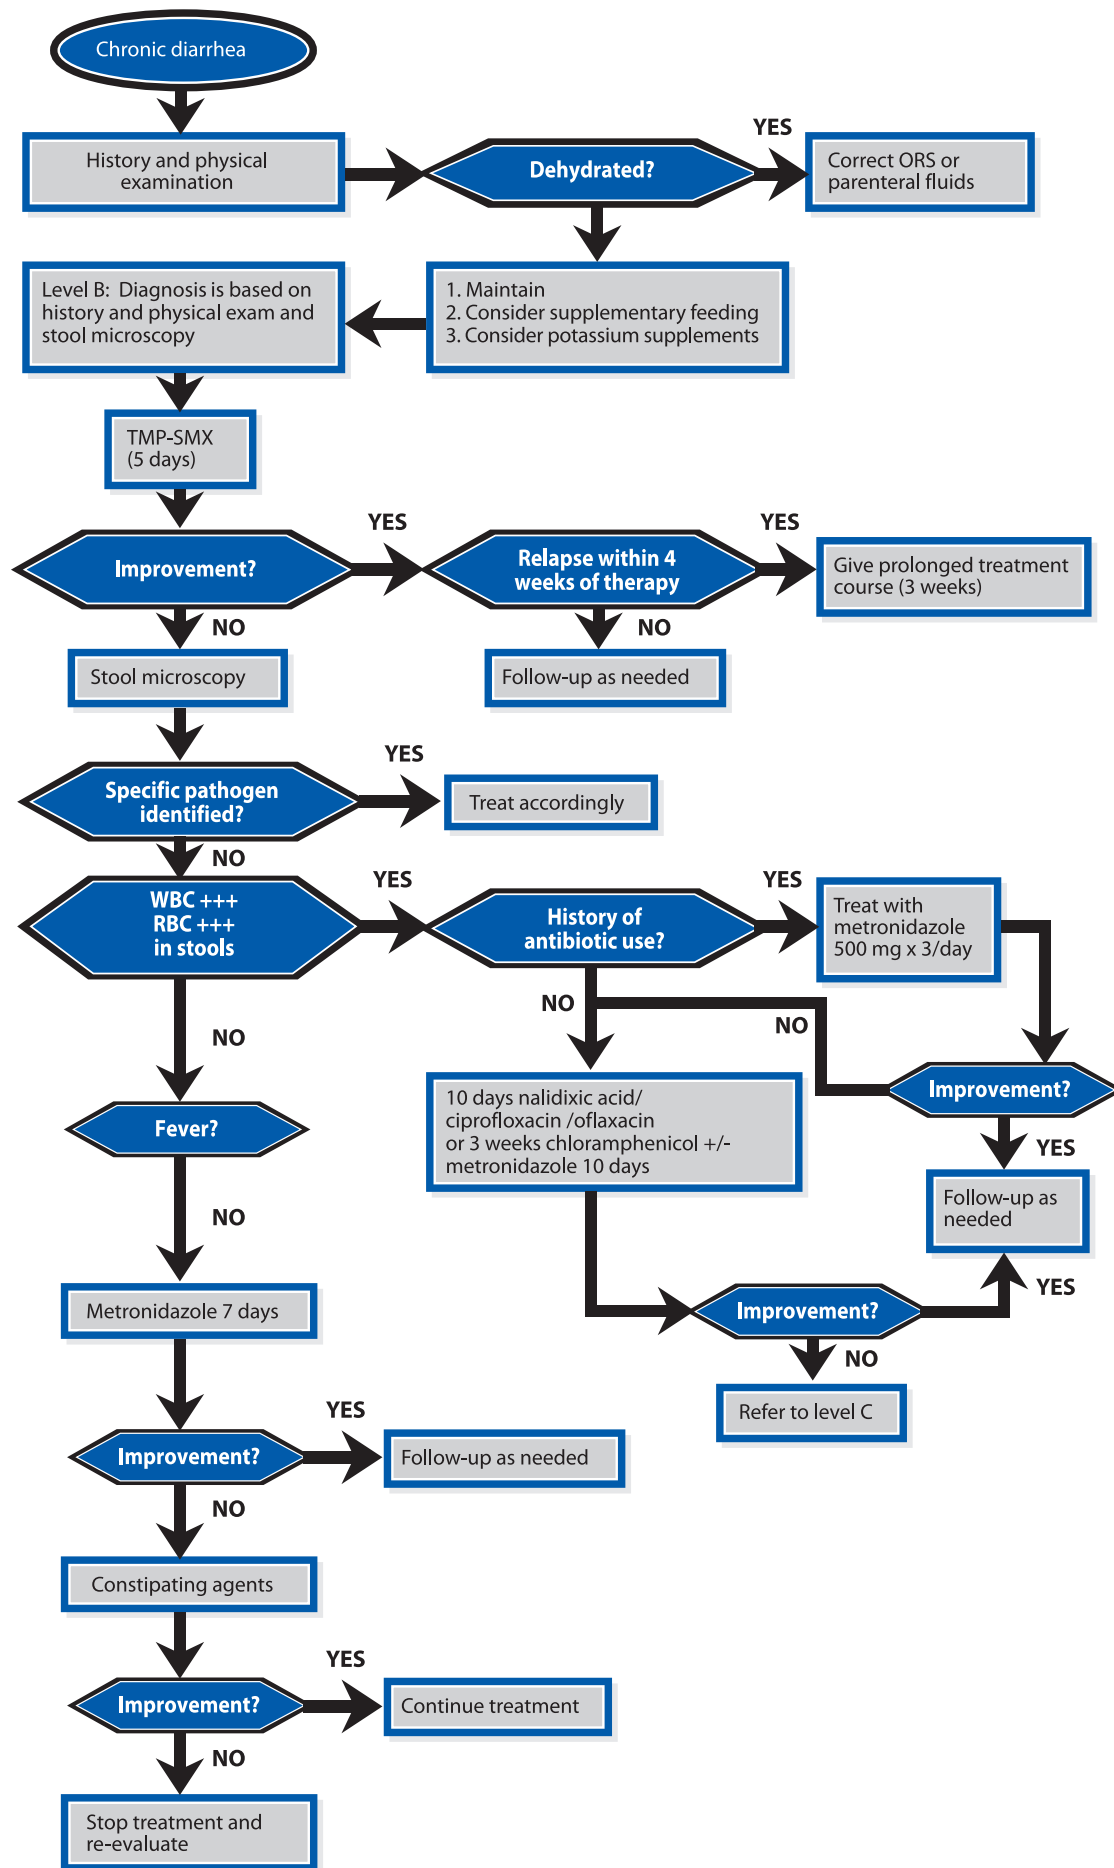 Chronic diarrhea
History and physical
examination
Dehydrated?
YES
Correct ORS or
parenteral fluids
Level B:  Diagnosis is based on
history and physical exam and
stool microscopy
1. Maintain
2. Consider supplementary feeding
3. Consider potassium supplements
TMP-SMX
(5 days)
Improvement?
YES
Relapse within 4
weeks of therapy
YES
Give prolonged treatment
course (3 weeks)
NO
NO
Stool microscopy
Follow-up as needed
Specific pathogen
identified?
YES
Treat accordingly
NO
WBC +++
RBC +++
in stools
YES
History of
antibiotic use?
YES
Treat with
metronidazole
500 mg x 3/day
NO
NO
NO
10 days nalidixic acid/
ciprofloxacin /oflaxacin
or 3 weeks chloramphenicol +/-
metronidazole 10 days
Improvement?
YES
Follow-up as
needed
Fever?
NO
Metronidazole 7 days
Improvement?
YES
NO
Refer to level C
Improvement?
YES
Follow-up as needed
NO
Constipating agents
Improvement?
YES
Continue treatment
NO
Stop treatment and
re-evaluate